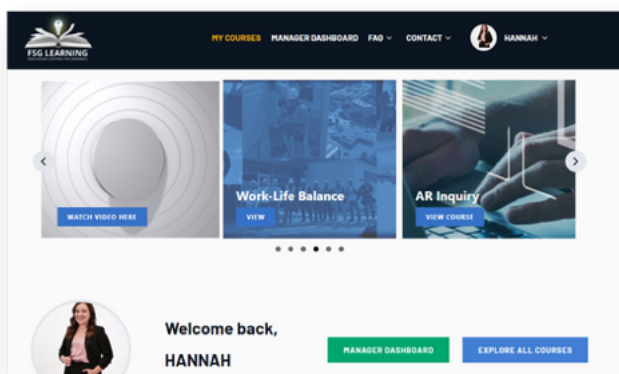 FSG LEARNING
MY COURSES MANAGER DASHBOARD FAQ CONTACT HANNAH
WATCH VIDEO HERE
Work-Life Balance
VIEW
AR Inquiry
VIEW COURSE
Welcome back,
HANNAH
MANAGER DASHBOARD
EXPLORE ALL COURSES